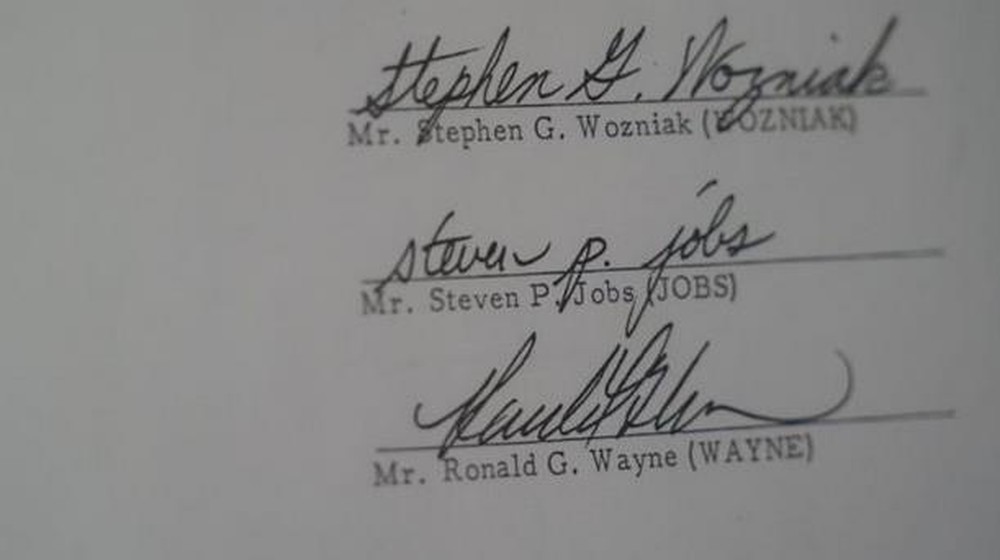 Stephen G. Wozniak
Mr. Stephen G. Wozniak (WOZNIAK)
steven p. jobs
Mr. Steven P. Jobs (JOBS)
Mr. Ronald G. Wayne (WAYNE)